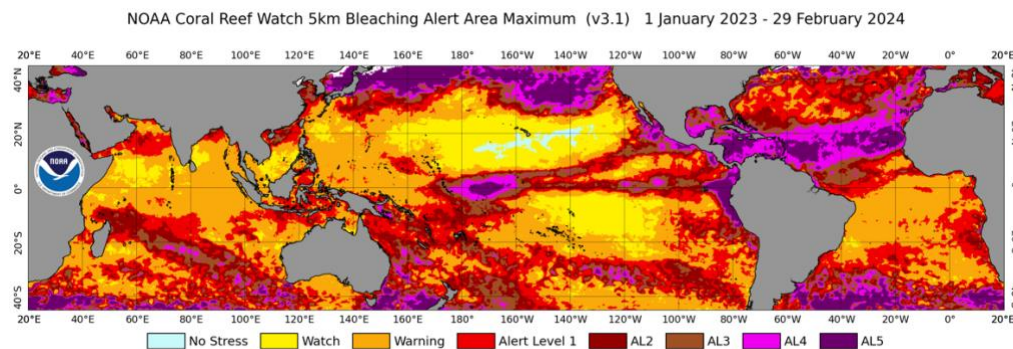 NOAA Coral Reef Watch 5km Bleaching Alert Area Maximum (v3.1) 1 January 2023 - 29 February 2024
20°E 40°E 60°E 80°E 100°E 120°E 140°E 160°E 180° 160°W 140°W 120°W 100°W 80°W 60°W 40°W 20°W 0° 20°E
40°N
20°N
NOAA
0°
20°S
40°S
20°E 40°E 60°E 80°E 100°E 120°E 140°E 160°E 180° 160°W 140°W 120°W 100°W 80°W 60°W 40°W 20°W 0° 20°E
No Stress Watch Warning Alert Level 1 AL2 AL3 AL4 AL5